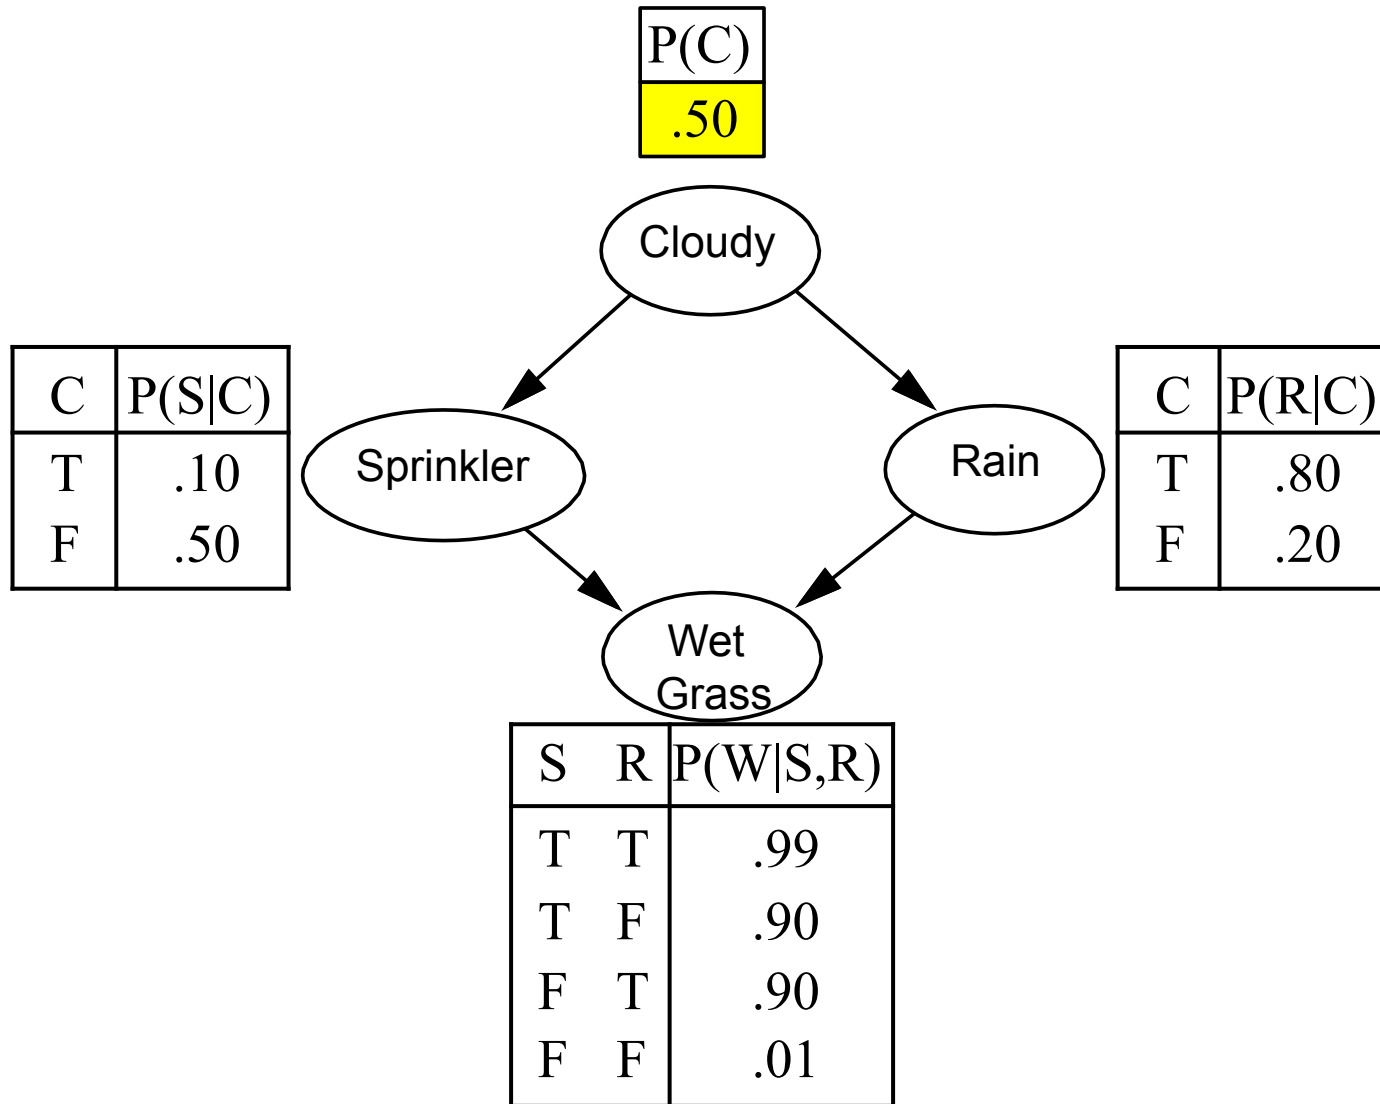 P(C)
.50
Cloudy
C P(S|C)
T .10
F .50
Sprinkler
Rain
C P(R|C)
T .80
F .20
Wet
Grass
S R P(W|S,R)
T T .99
T F .90
F T .90
F F .01